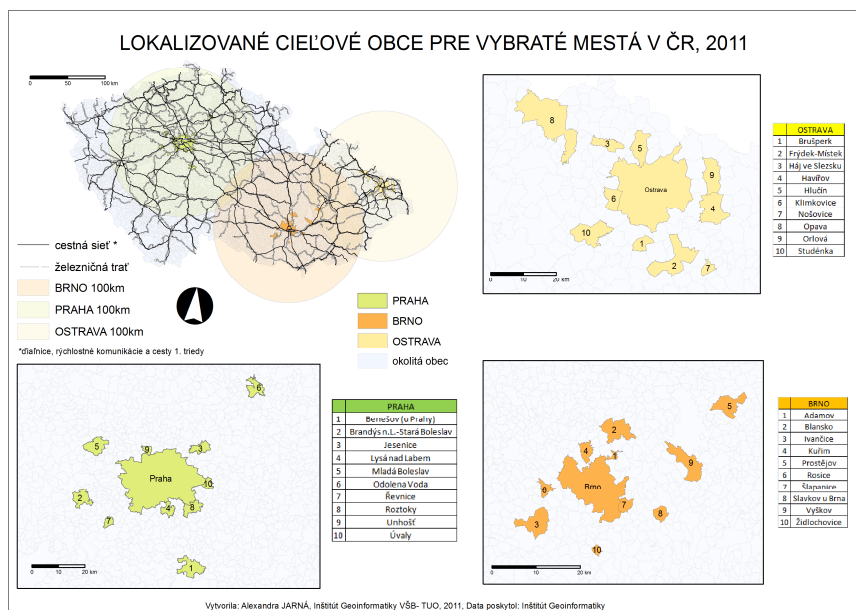 LOKALIZOVANÉ CIEĽOVÉ OBCE PRE VYBRATÉ MESTÁ V ČR, 2011
0 50 100 km
cestná sieť *
železničná trať
BRNO 100km
PRAHA 100km
OSTRAVA 100km
*diaľnice, rýchlostné komunikácie a cesty 1. triedy
PRAHA
BRNO
OSTRAVA
okolitá obec
8
3
5
9
Ostrava
6
4
10
1
2
7
0 10 20 km
OSTRAVA
1 Brušperk
2 Frýdek-Místek
3 Háj ve Slezsku
4 Havířov
5 Hlučín
6 Klimkovice
7 Nošovice
8 Opava
9 Orlová
10 Studénka
6
5
9
3
Praha
10
2
4
8
7
1
0 10 20 km
PRAHA
1 Benešov (u Prahy)
2 Brandýs n.L.-Stará Boleslav
3 Jesenice
4 Lysá nad Labem
5 Mladá Boleslav
6 Odolena Voda
7 Řevnice
8 Roztoky
9 Unhošť
10 Úvaly
5
2
4
1
9
Brno
6
7
8
3
10
0 10 20 km
BRNO
1 Adamov
2 Blansko
3 Ivančice
4 Kuřim
5 Prostějov
6 Rosice
7 Šlapanice
8 Slavkov u Brna
9 Vyškov
10 Židlochovice
Vytvorila: Alexandra JARNÁ, Inštitút Geoinformatiky VŠB- TUO, 2011, Data poskytol: Inštitút Geoinformatiky